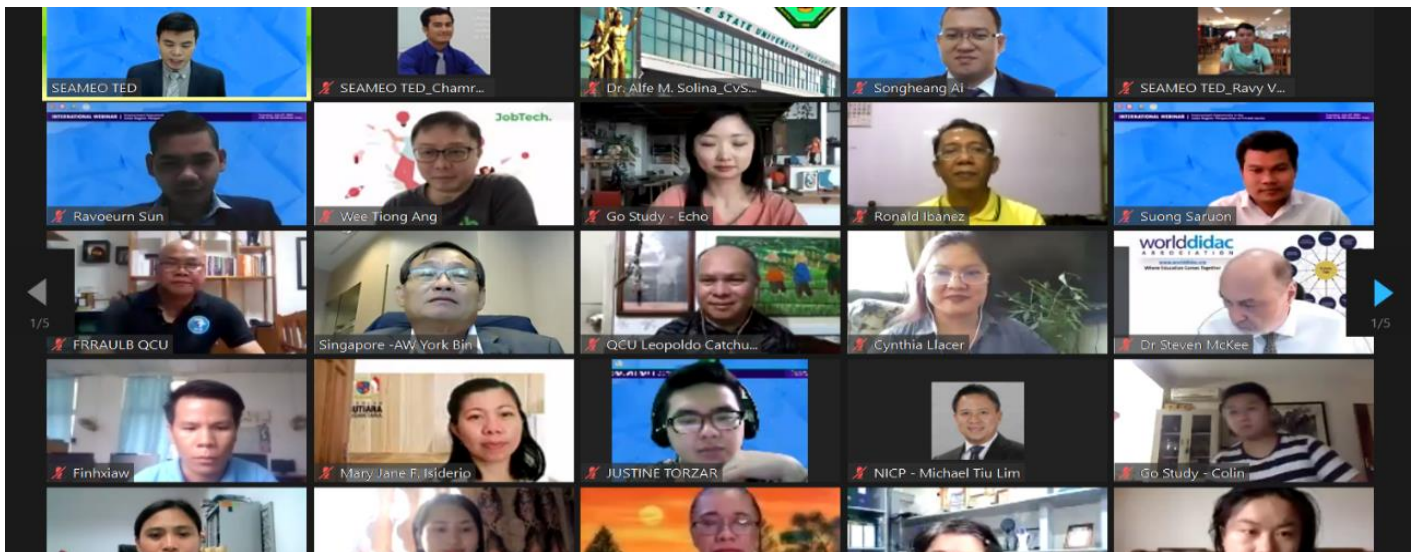 E STATE UNIVERSITY
SEAMEO TED
SEAMEO TED_Chamr...
Dr. Alfe M. Solina_CvS...
Songheang Ai
SEAMEO TED_Ravy V...
INTERNATIONAL WEBINAR
JobTech.
INTERNATIONAL WEBINAR
Ravoeurn Sun
Wee Tiong Ang
Go Study - Echo
Ronald Ibanez
Suong Saruon
worlddidac
ASSOCIATION
www.worlddidac.org
Where Education Comes Together
1/5
1/5
FRRAULB QCU
Singapore -AW York Bin
QCU Leopoldo Catchu...
Cynthia Llacer
Dr Steven McKee
UTIARA
Finhxiaw
Mary Jane F. Isiderio
JUSTINE TORZAR
NICP - Michael Tiu Lim
Go Study - Colin